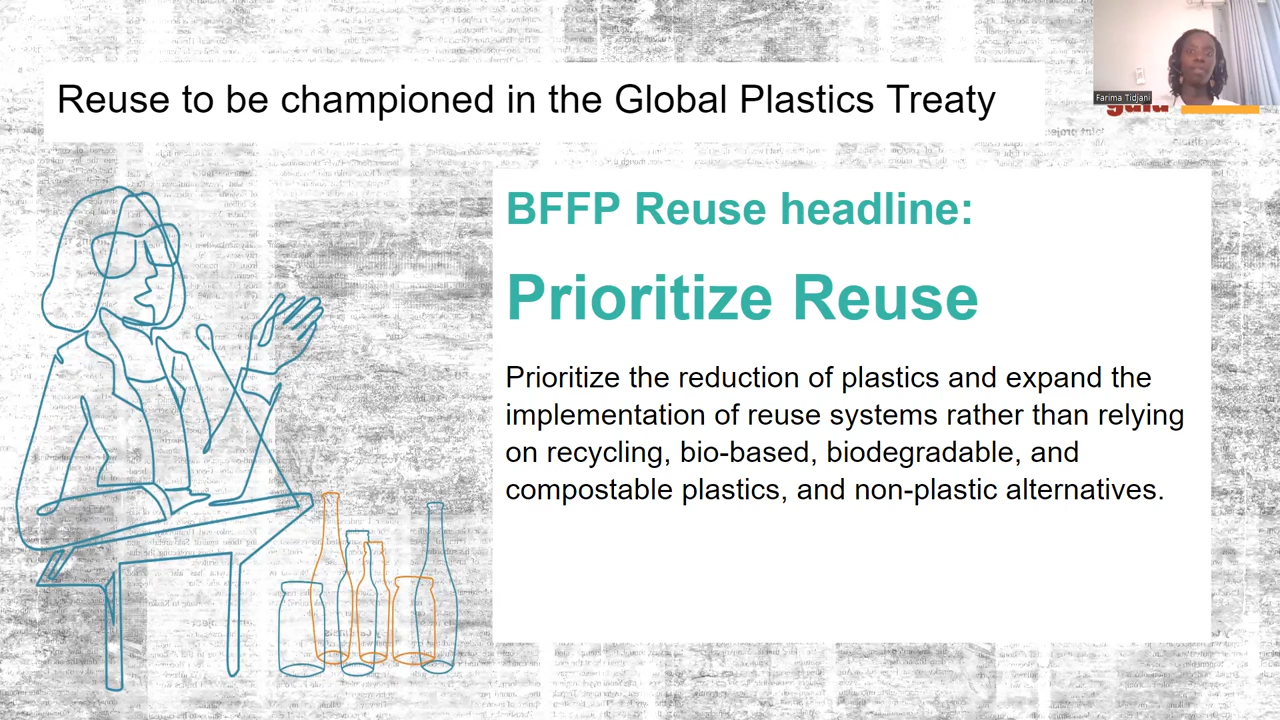 Reuse to be championed in the Global Plastics Treaty
Farima Tidjani
BFFP Reuse headline:
Prioritize Reuse
Prioritize the reduction of plastics and expand the
implementation of reuse systems rather than relying
on recycling, bio-based, biodegradable, and
compostable plastics, and non-plastic alternatives.